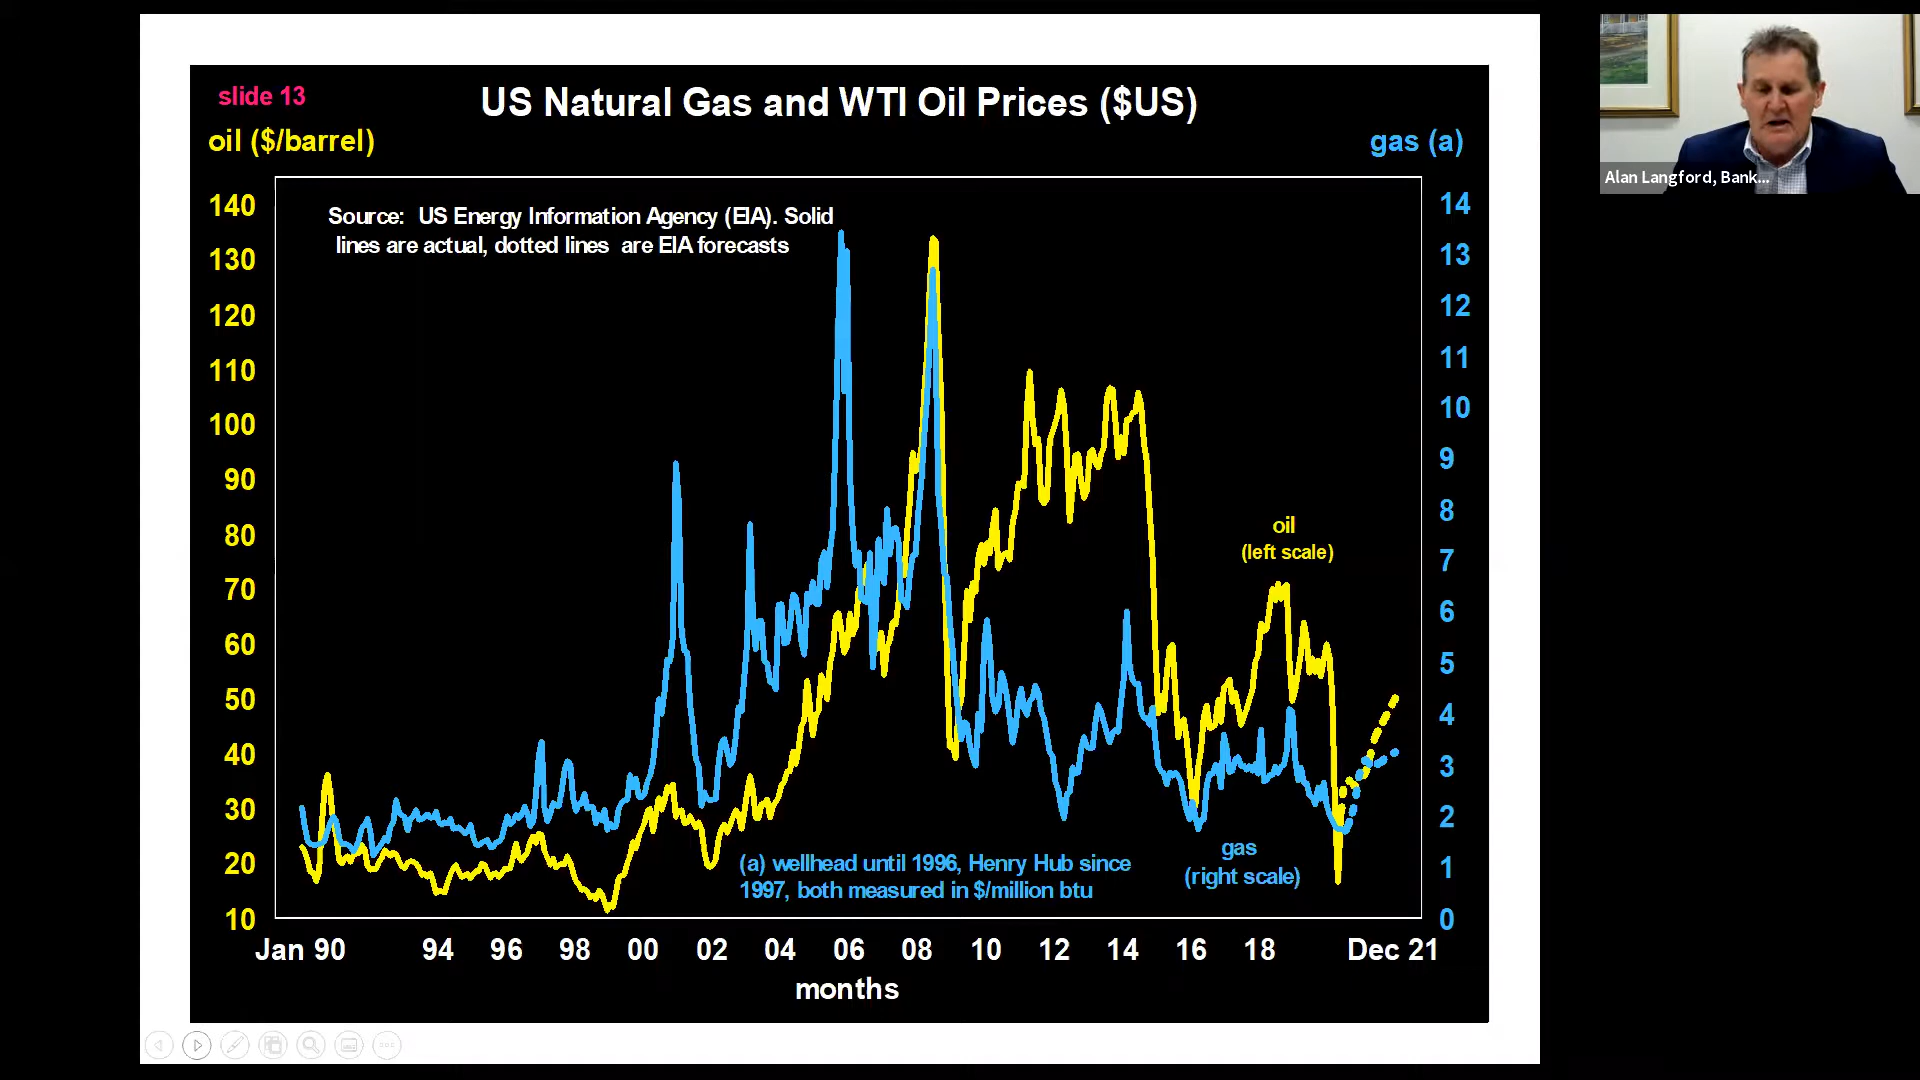 slide 13
US Natural Gas and WTI Oil Prices ($US)
oil ($/barrel)
gas (a)
Source: US Energy Information Agency (EIA). Solid
lines are actual, dotted lines are EIA forecasts
140
130
120
110
100
90
80
70
60
50
40
30
20
10
14
13
12
11
10
9
8
7
6
5
4
3
2
1
0
oil
(left scale)
gas
(right scale)
(a) wellhead until 1996, Henry Hub since
1997, both measured in $/million btu
Jan 90 94 96 98 00 02 04 06 08 10 12 14 16 18 Dec 21
months
Alan Langford, Bank...